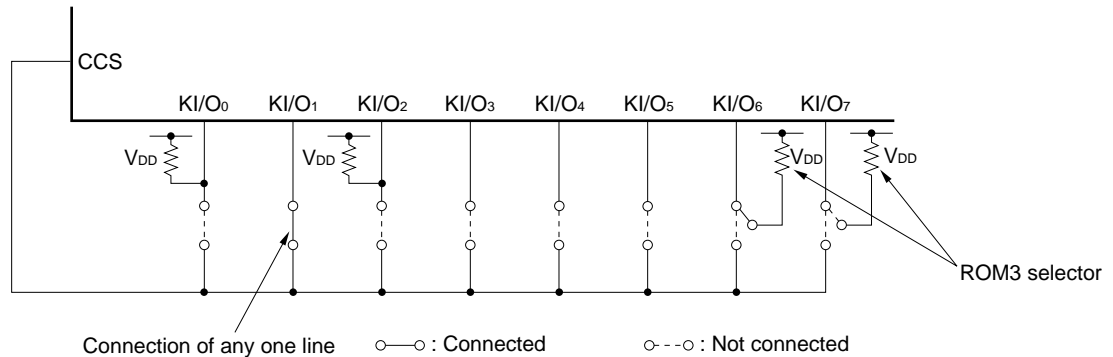 CCS
KI/O0 KI/O1 KI/O2 KI/O3 KI/O4 KI/O5 KI/O6 KI/O7
VDD VDD VDD VDD
ROM3 selector
Connection of any one line : Connected : Not connected